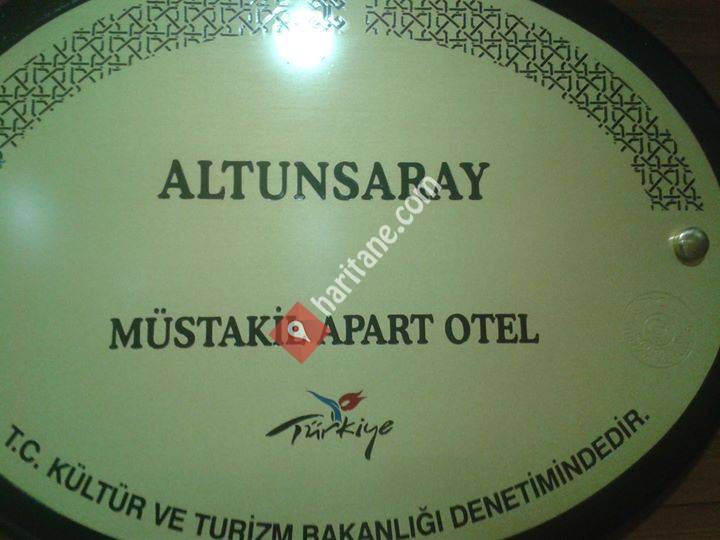 ALTUNSARAY
haritane.com
MÜSTAKİL APART OTEL
Türkiye
T.C. KÜLTÜR VE TURİZM BAKANLIĞI DENETİMİNDEDİR.